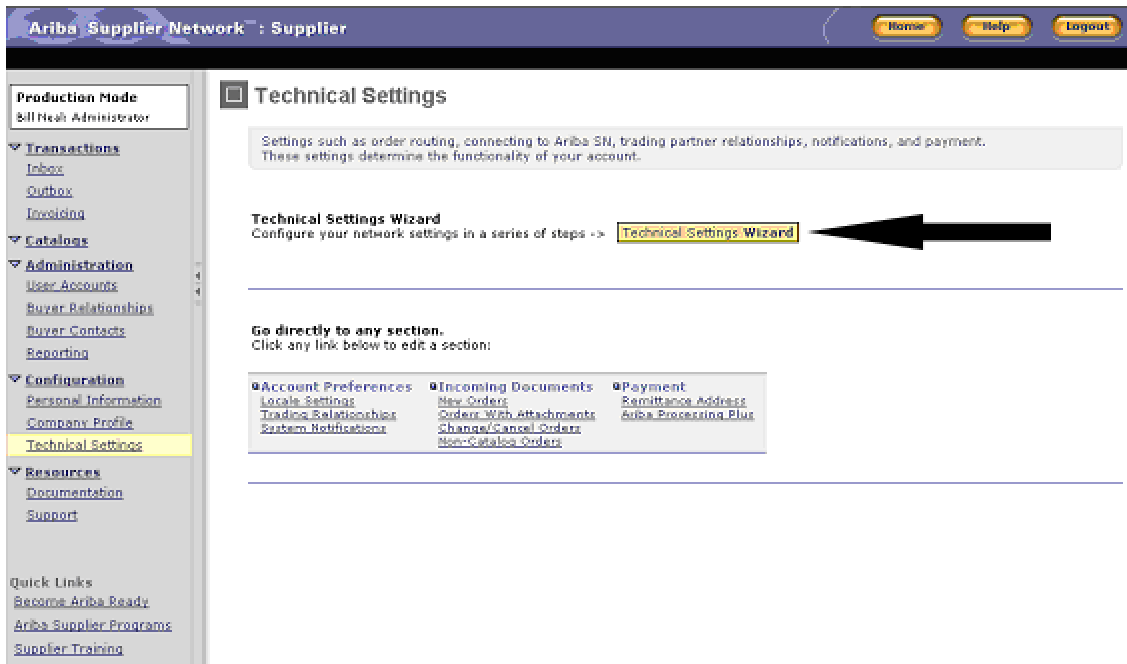 Ariba Supplier Network™: Supplier
Home Help Logout
Production Mode
Bill Neal: Administrator
Transactions
Inbox
Outbox
Invoicing
Catalogs
Administration
User Accounts
Buyer Relationships
Buyer Contacts
Reporting
Configuration
Personal Information
Company Profile
Technical Settings
Resources
Documentation
Support
Quick Links
Become Ariba Ready
Ariba Supplier Programs
Supplier Training
Technical Settings
Settings such as order routing, connecting to Ariba SN, trading partner relationships, notifications, and payment.
These settings determine the functionality of your account.
Technical Settings Wizard
Configure your network settings in a series of steps -> Technical Settings Wizard
Go directly to any section.
Click any link below to edit a section:
Account Preferences
Locale Settings
Trading Relationships
System Notifications
Incoming Documents
New Orders
Orders With Attachments
Change/Cancel Orders
Non-Catalog Orders
Payment
Remittance Address
Ariba Processing Plus